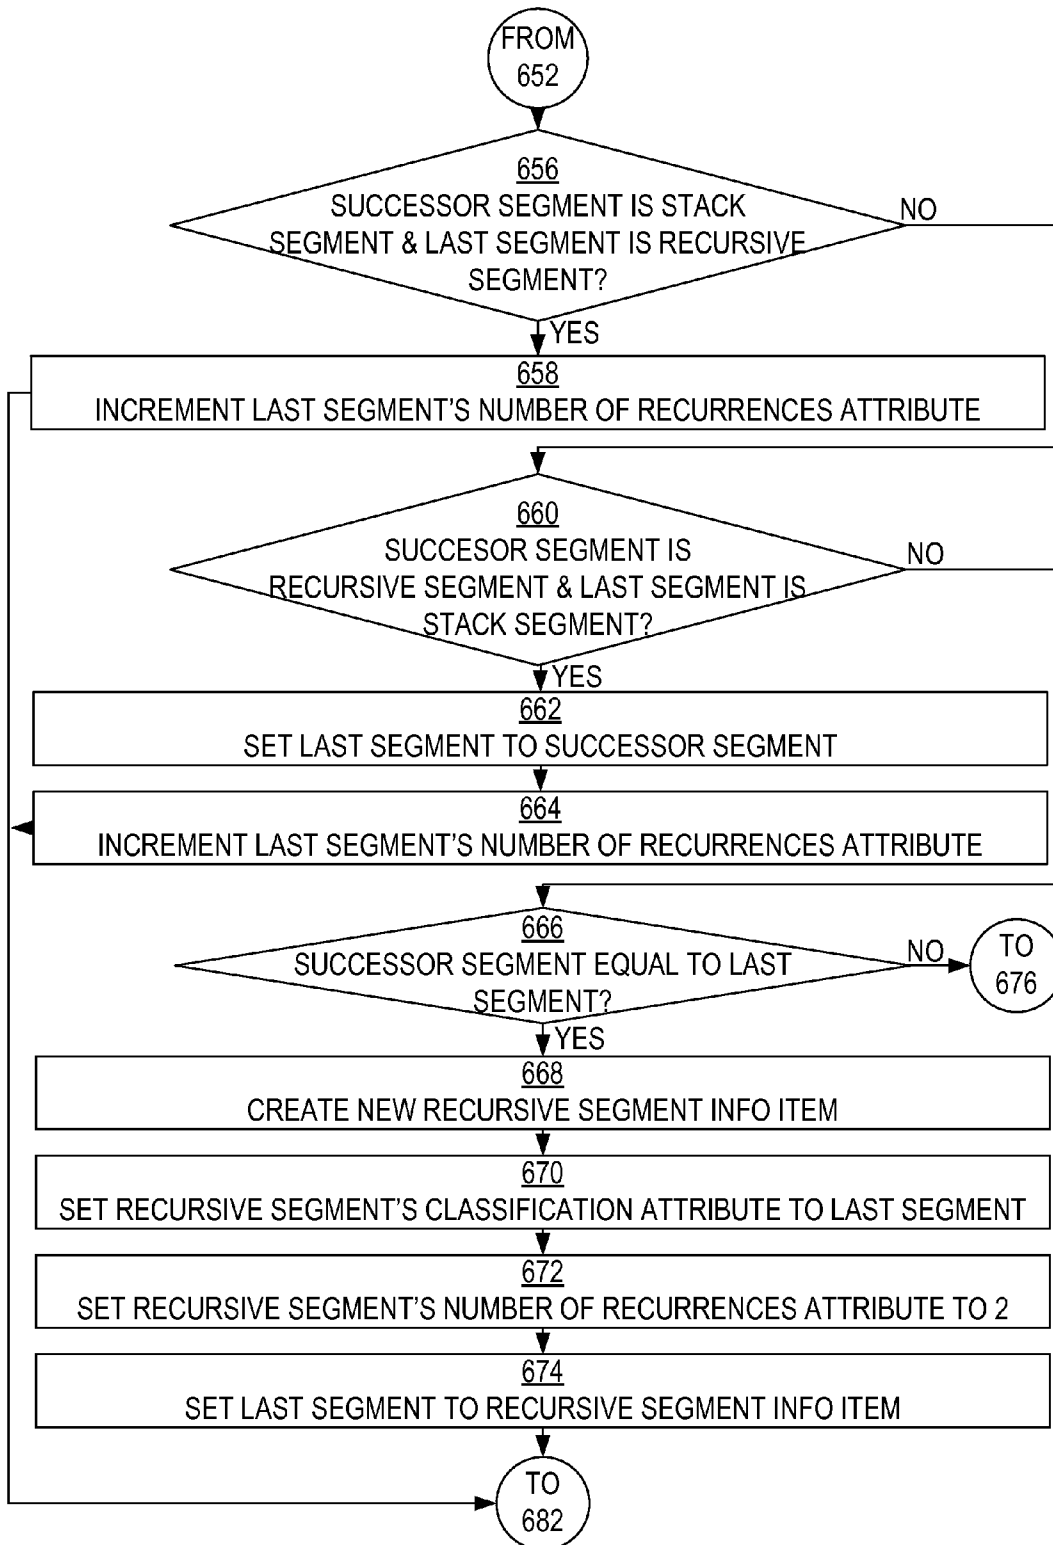 FROM
652
656
SUCCESSOR SEGMENT IS STACK
SEGMENT & LAST SEGMENT IS RECURSIVE
SEGMENT?
NO
YES
658
INCREMENT LAST SEGMENT'S NUMBER OF RECURRENCES ATTRIBUTE
660
SUCCESOR SEGMENT IS
RECURSIVE SEGMENT & LAST SEGMENT IS
STACK SEGMENT?
NO
YES
662
SET LAST SEGMENT TO SUCCESSOR SEGMENT
664
INCREMENT LAST SEGMENT'S NUMBER OF RECURRENCES ATTRIBUTE
666
SUCCESSOR SEGMENT EQUAL TO LAST
SEGMENT?
NO
TO
676
YES
668
CREATE NEW RECURSIVE SEGMENT INFO ITEM
670
SET RECURSIVE SEGMENT'S CLASSIFICATION ATTRIBUTE TO LAST SEGMENT
672
SET RECURSIVE SEGMENT'S NUMBER OF RECURRENCES ATTRIBUTE TO 2
674
SET LAST SEGMENT TO RECURSIVE SEGMENT INFO ITEM
TO
682